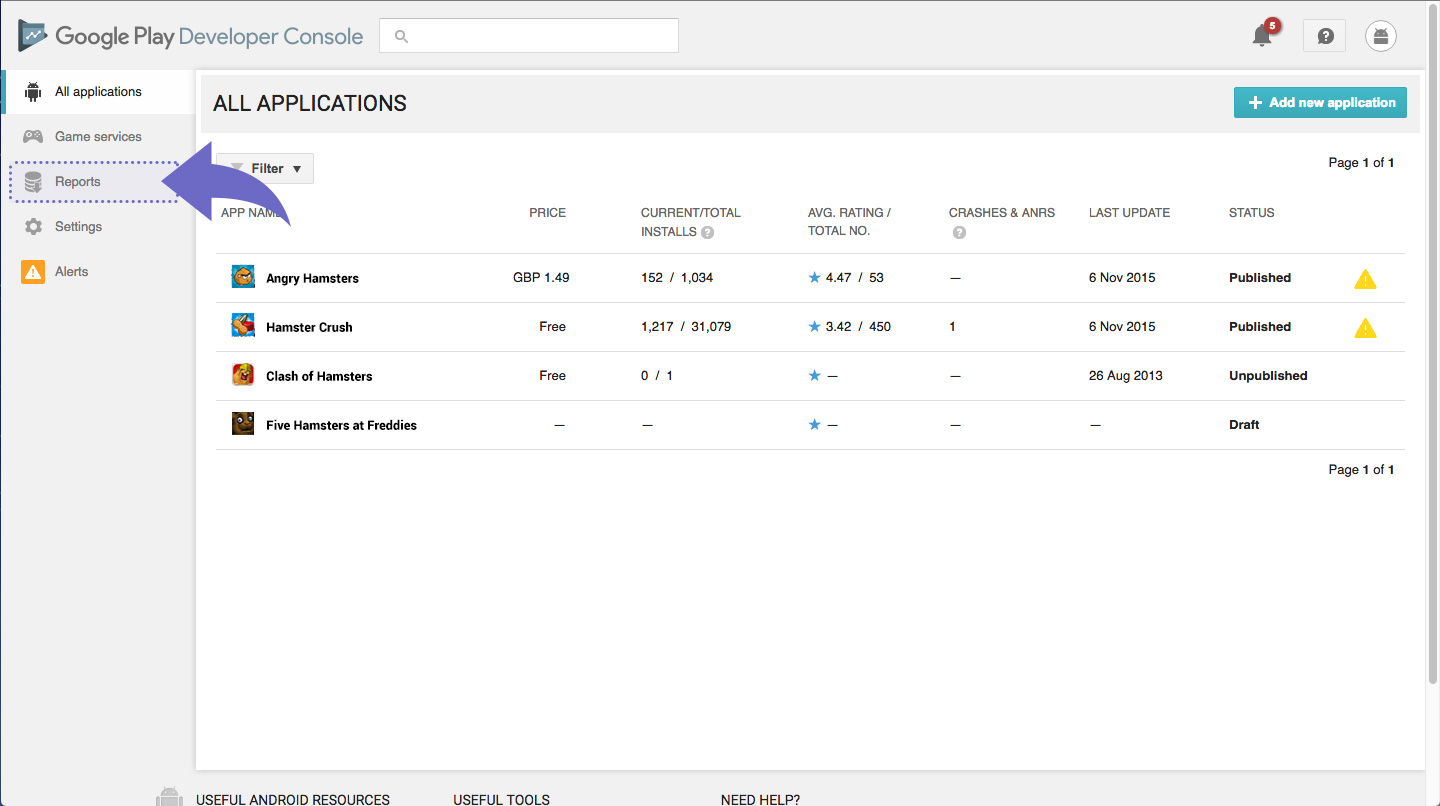 Google Play Developer Console
5
All applications
Game services
Reports
Settings
Alerts
ALL APPLICATIONS
+ Add new application
Filter
Page 1 of 1
APP NAME PRICE CURRENT/TOTAL INSTALLS AVG. RATING / TOTAL NO. CRASHES & ANRS LAST UPDATE STATUS
Angry Hamsters GBP 1.49 152 / 1,034 4.47 / 53 — 6 Nov 2015 Published
Hamster Crush Free 1,217 / 31,079 3.42 / 450 1 6 Nov 2015 Published
Clash of Hamsters Free 0 / 1 — — 26 Aug 2013 Unpublished
Five Hamsters at Freddies — — — — — Draft
Page 1 of 1
USEFUL ANDROID RESOURCES USEFUL TOOLS NEED HELP?